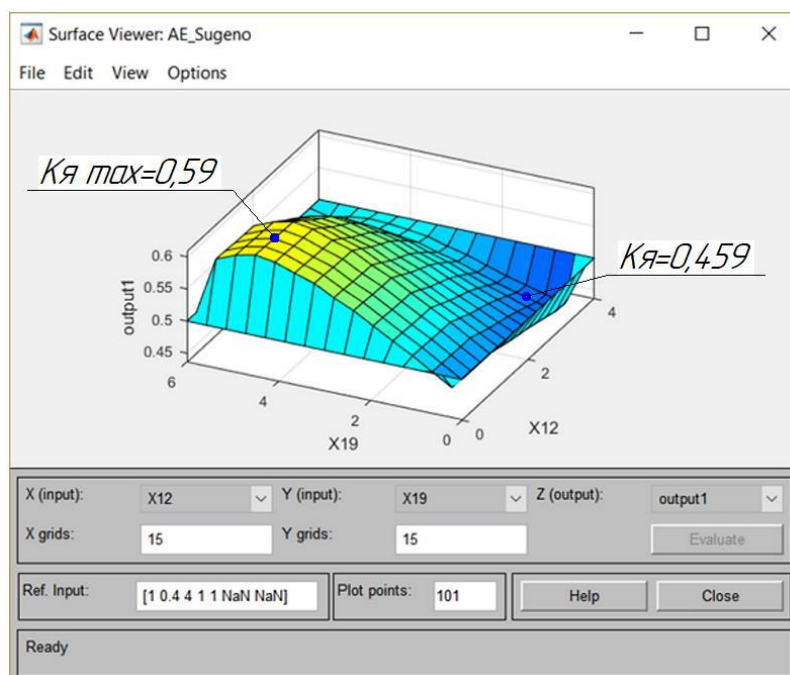 Surface Viewer: AE_Sugeno
File Edit View Options
Кя max=0,59
Кя=0,459
output1
0.6
0.55
0.5
0.45
6
4
2
0
X19
0
2
4
X12
X (input): X12 Y (input): X19 Z (output): output1
X grids: 15 Y grids: 15 Evaluate
Ref. Input: [1 0.4 4 1 1 NaN NaN] Plot points: 101 Help Close
Ready